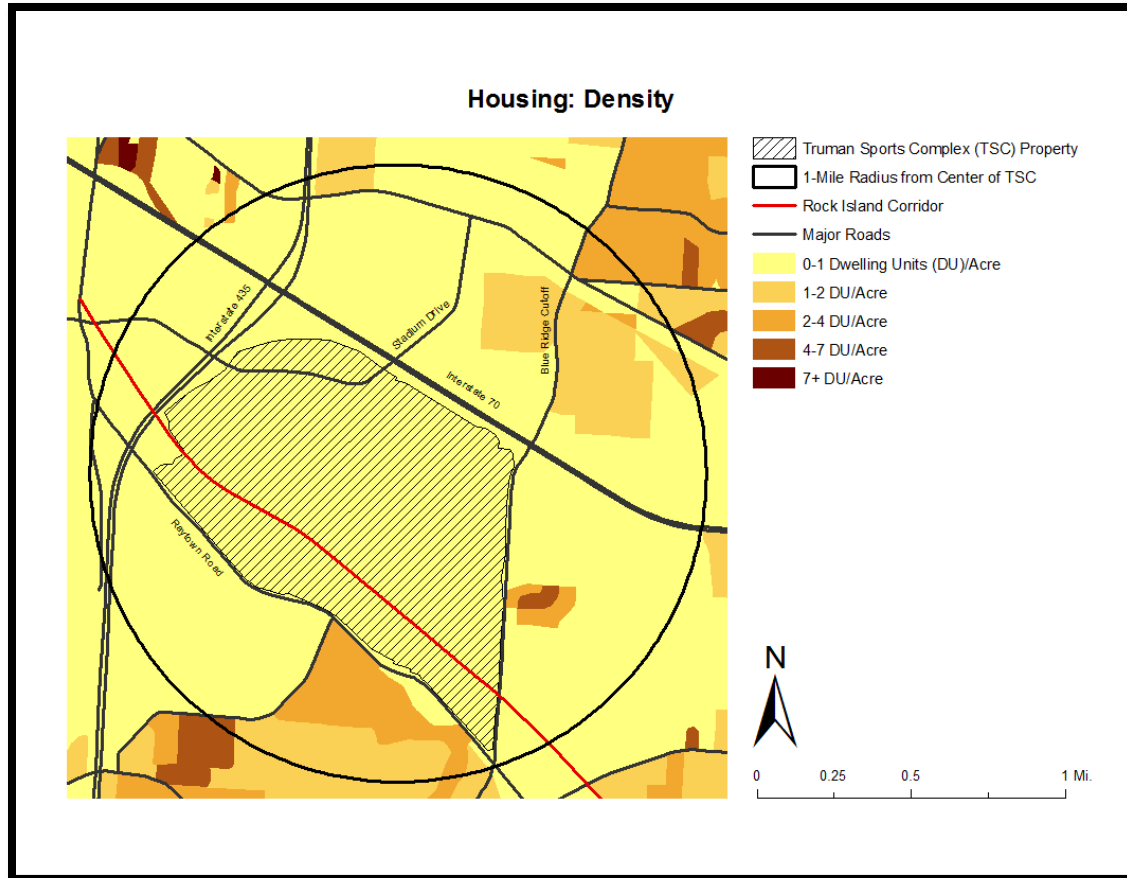 Housing: Density
Truman Sports Complex (TSC) Property
1-Mile Radius from Center of TSC
Rock Island Corridor
Major Roads
0-1 Dwelling Units (DU)/Acre
1-2 DU/Acre
2-4 DU/Acre
4-7 DU/Acre
7+ DU/Acre
Interstate 435
Stadium Drive
Blue Ridge Cutoff
Interstate 70
Raytown Road
N
0 0.25 0.5 1 Mi.